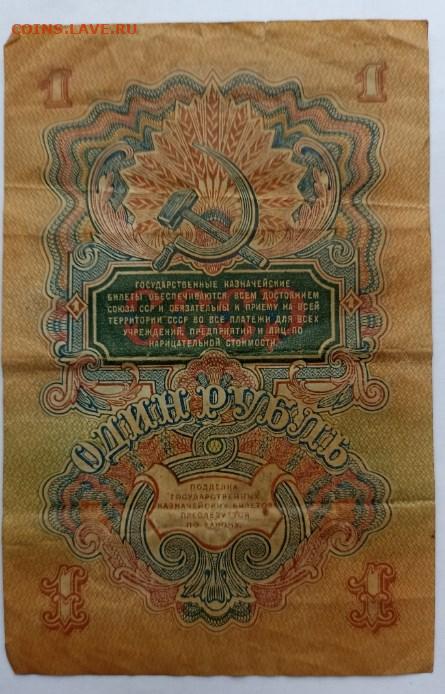 COINS.LAVE.RU
1 1
ГОСУДАРСТВЕННЫЕ КАЗНАЧЕЙСКИЕ
БИЛЕТЫ ОБЕСПЕЧИВАЮТСЯ ВСЕМ ДОСТОЯНИЕМ
СОЮЗА ССР И ОБЯЗАТЕЛЬНЫ К ПРИЕМУ НА ВСЕЙ
ТЕРРИТОРИИ СССР ВО ВСЕ ПЛАТЕЖИ ДЛЯ ВСЕХ
УЧРЕЖДЕНИЙ, ПРЕДПРИЯТИЙ И ЛИЦ ПО
НАРИЦАТЕЛЬНОЙ СТОИМОСТИ.
ОДИН РУБЛЬ
ПОДДЕЛКА
ГОСУДАРСТВЕННЫХ
КАЗНАЧЕЙСКИХ БИЛЕТОВ
ПРЕСЛЕДУЕТСЯ
ПО ЗАКОНУ
1 1